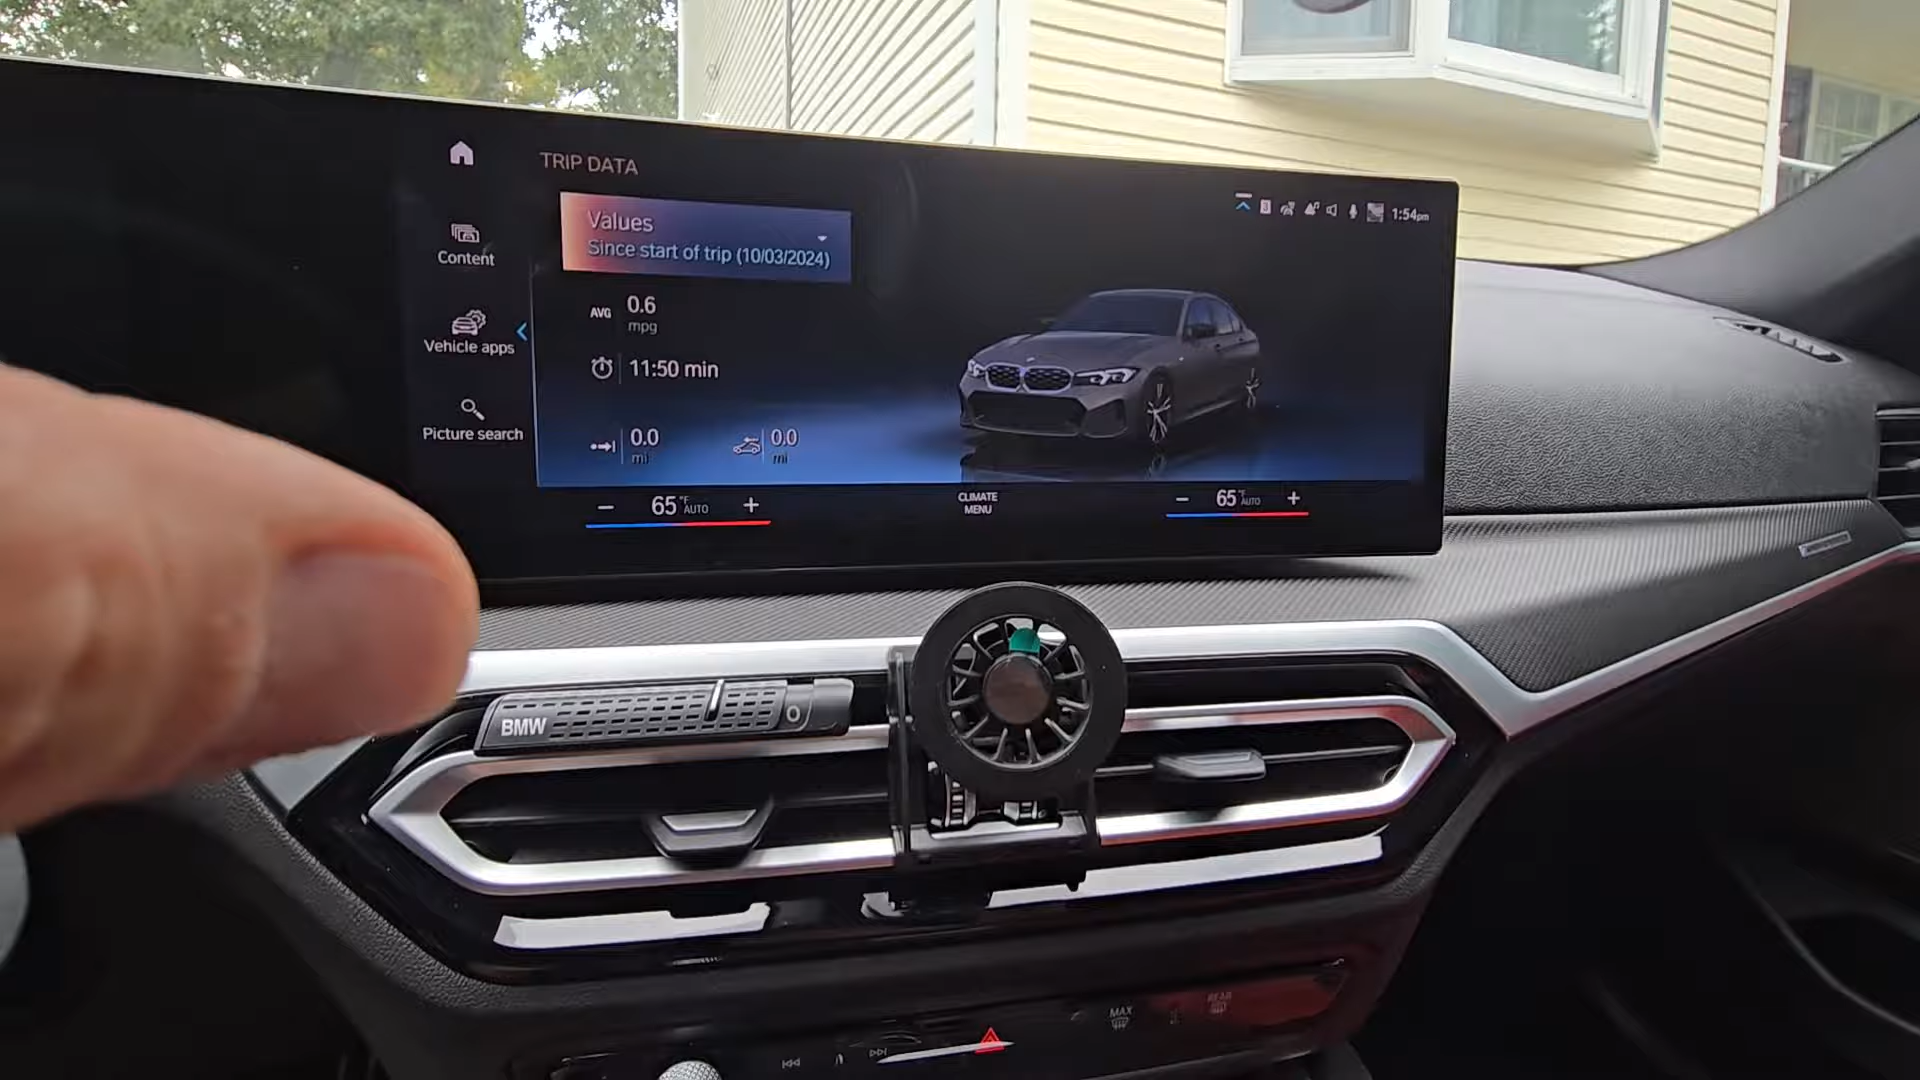 TRIP DATA
Values
Since start of trip (10/03/2024)
1:54pm
Content
Vehicle apps
Picture search
AVG 0.6
mpg
11:50 min
0.0
mi
0.0
mi
65 °F AUTO
CLIMATE
MENU
65 °F AUTO
BMW
0
MAX
REAR